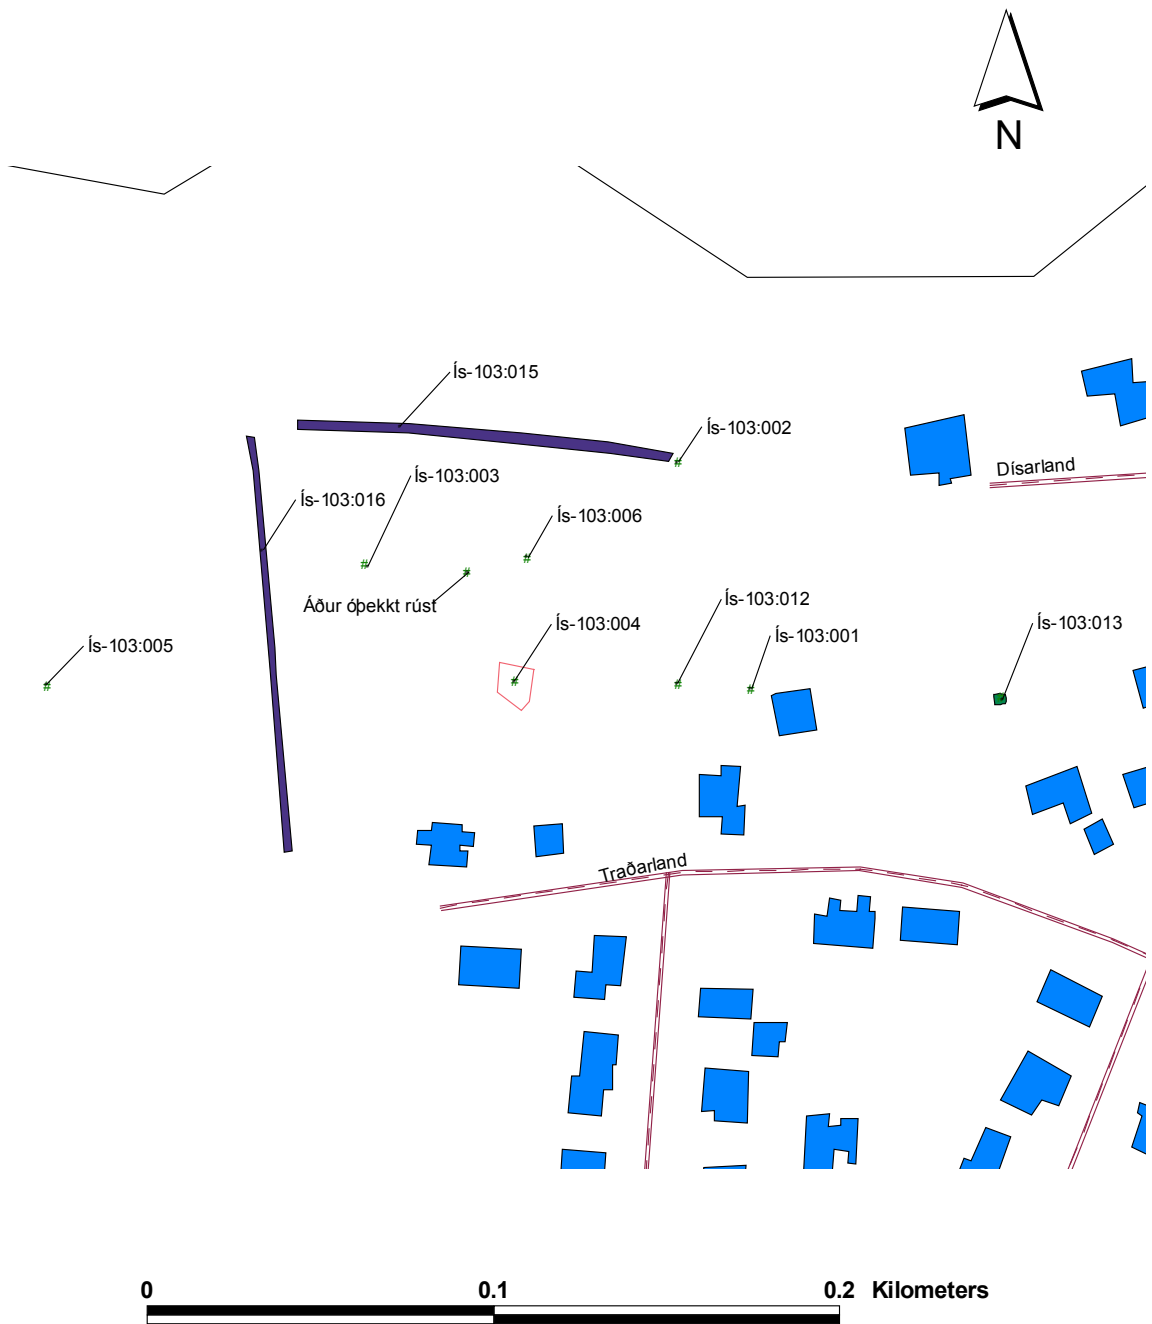 N
Ís-103:015
Ís-103:002
Dísarland
Ís-103:003
Ís-103:016
Ís-103:006
Áður óþekkt rúst
Ís-103:012
Ís-103:004
Ís-103:013
Ís-103:001
Ís-103:005
Traðarland
0 0.1 0.2 Kilometers